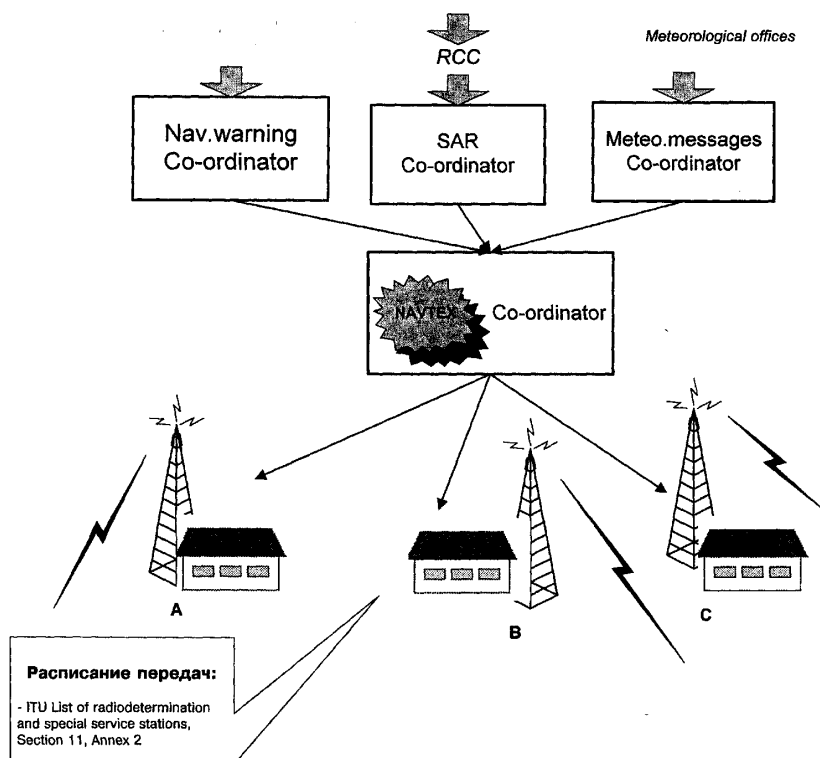 RCC
Meteorological offices
Nav.warning
Co-ordinator
SAR
Co-ordinator
Meteo.messages
Co-ordinator
NAVTEX
Co-ordinator
A
B
C
Расписание передач:
- ITU List of radiodetermination
and special service stations,
Section 11, Annex 2